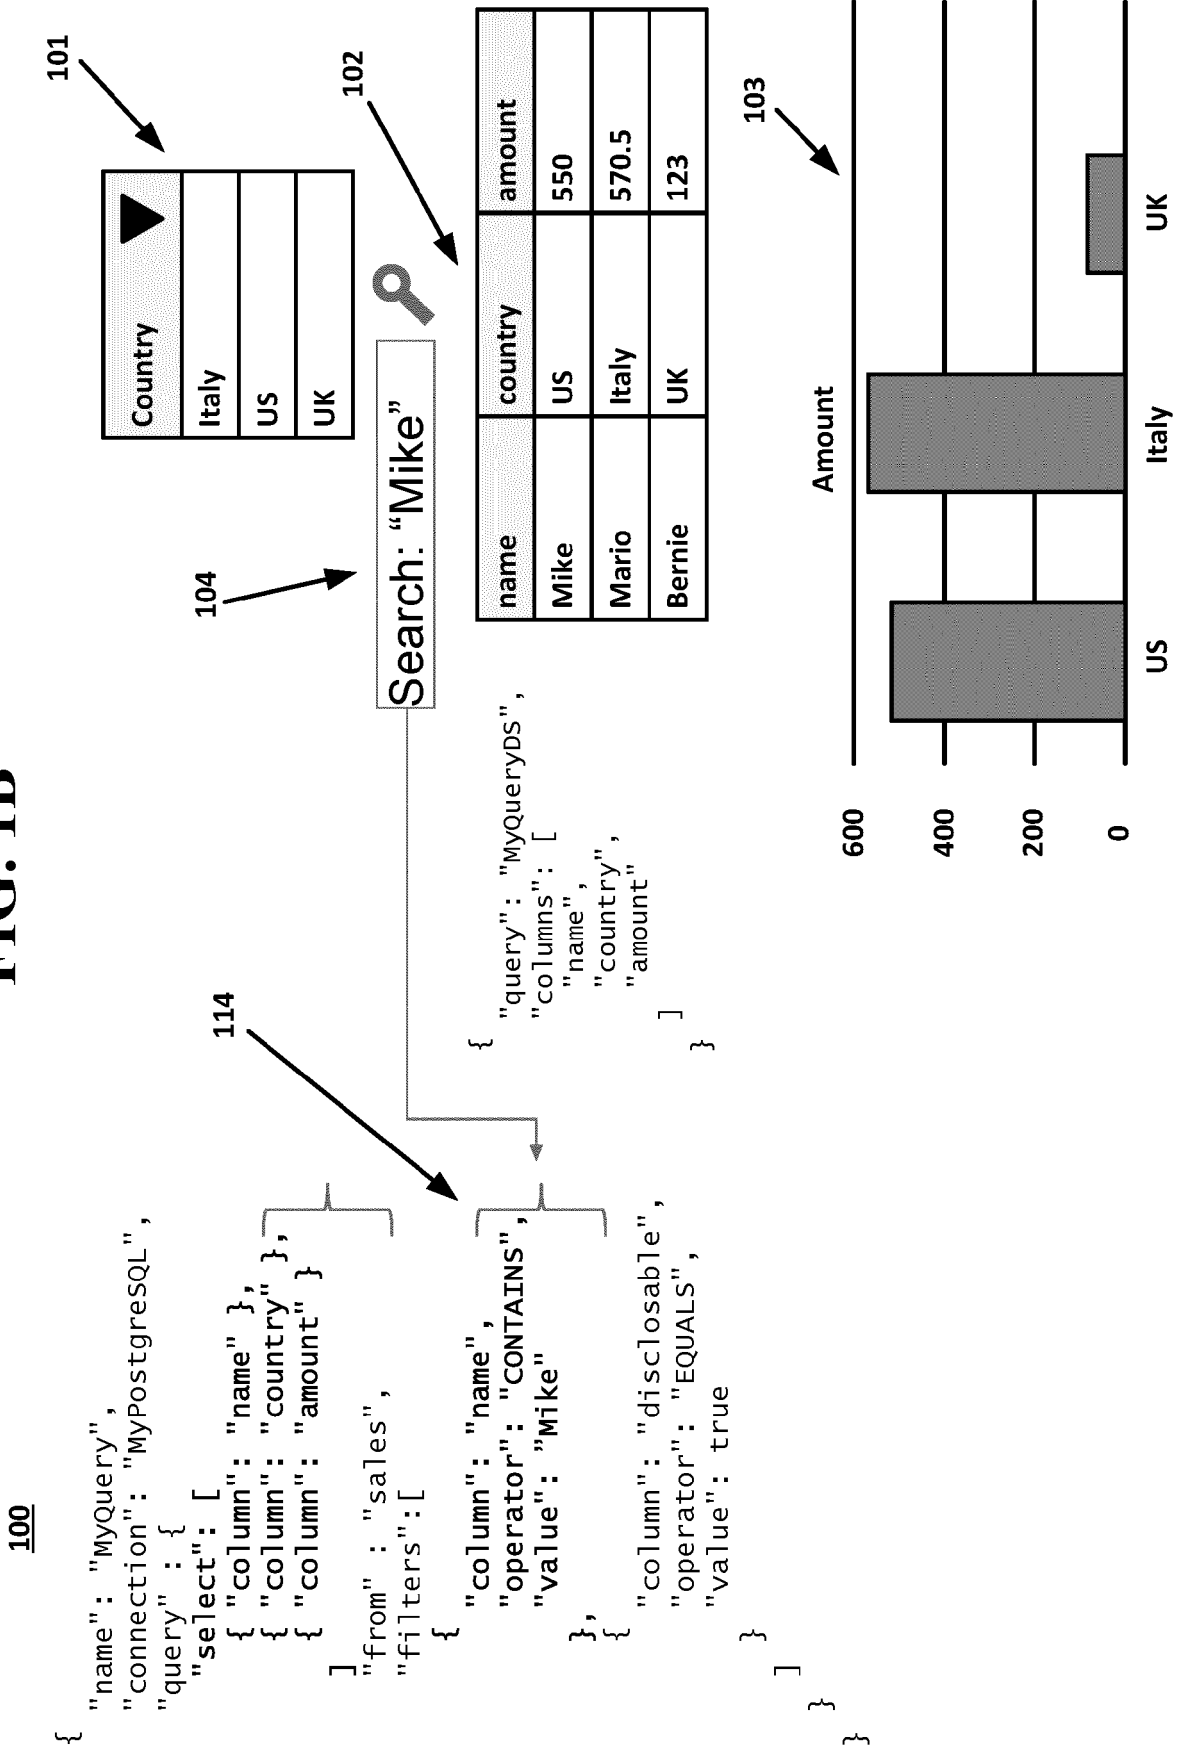 100
FIG. 1B
{
"name": "MyQuery",
"connection": "MyPostgreSQL",
"query" : {
"select": [
{ "column": "name" },
{ "column": "country" },
{ "column": "amount" }
]
"from" : "sales",
"filters":[
{
"column": "name",
"operator": "CONTAINS",
"value": ”Mike"
},
{
"column": "disclosable",
"operator": "EQUALS",
"value": true
}
]
}
}
114
{
"query": "MyQueryDS",
"columns": [
"name",
"country",
"amount"
]
}
101
Country
Italy
US
UK
104
Search: “Mike”
102
name country amount
Mike US 550
Mario Italy 570.5
Bernie UK 123
103
Amount
600
400
200
0
US Italy UK